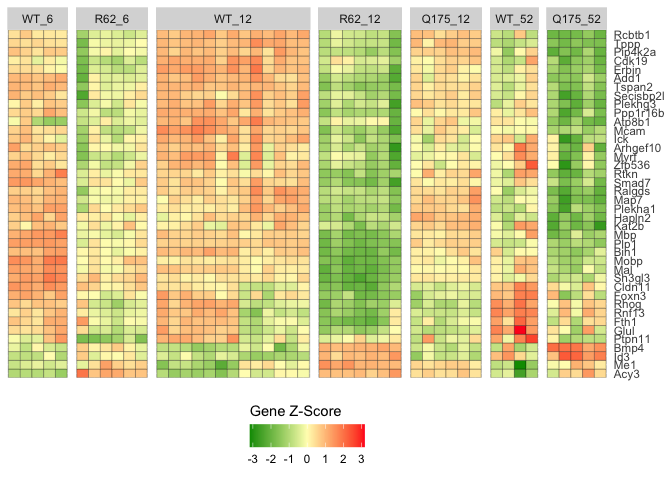 WT_6 R62_6 WT_12 R62_12 Q175_12 WT_52 Q175_52
Rcbtb1
Tppp
Pip4k2a
Cdk19
Erbin
Add1
Tspan2
Secisbp2l
Plekhg3
Ppp1r16b
Atp8b1
Mcam
Ick
Arhgef10
Myrf
Zfp536
Rtkn
Smad7
Ralgds
Map7
Plekha1
Hapln2
Kat2b
Mbp
Plp1
Bin1
Mobp
Mal
Sh3gl3
Cldn11
Foxn3
Rhog
Rnf13
Fth1
Glul
Ptpn11
Bmp4
Id3
Me1
Acy3
Gene Z-Score
-3 -2 -1 0 1 2 3